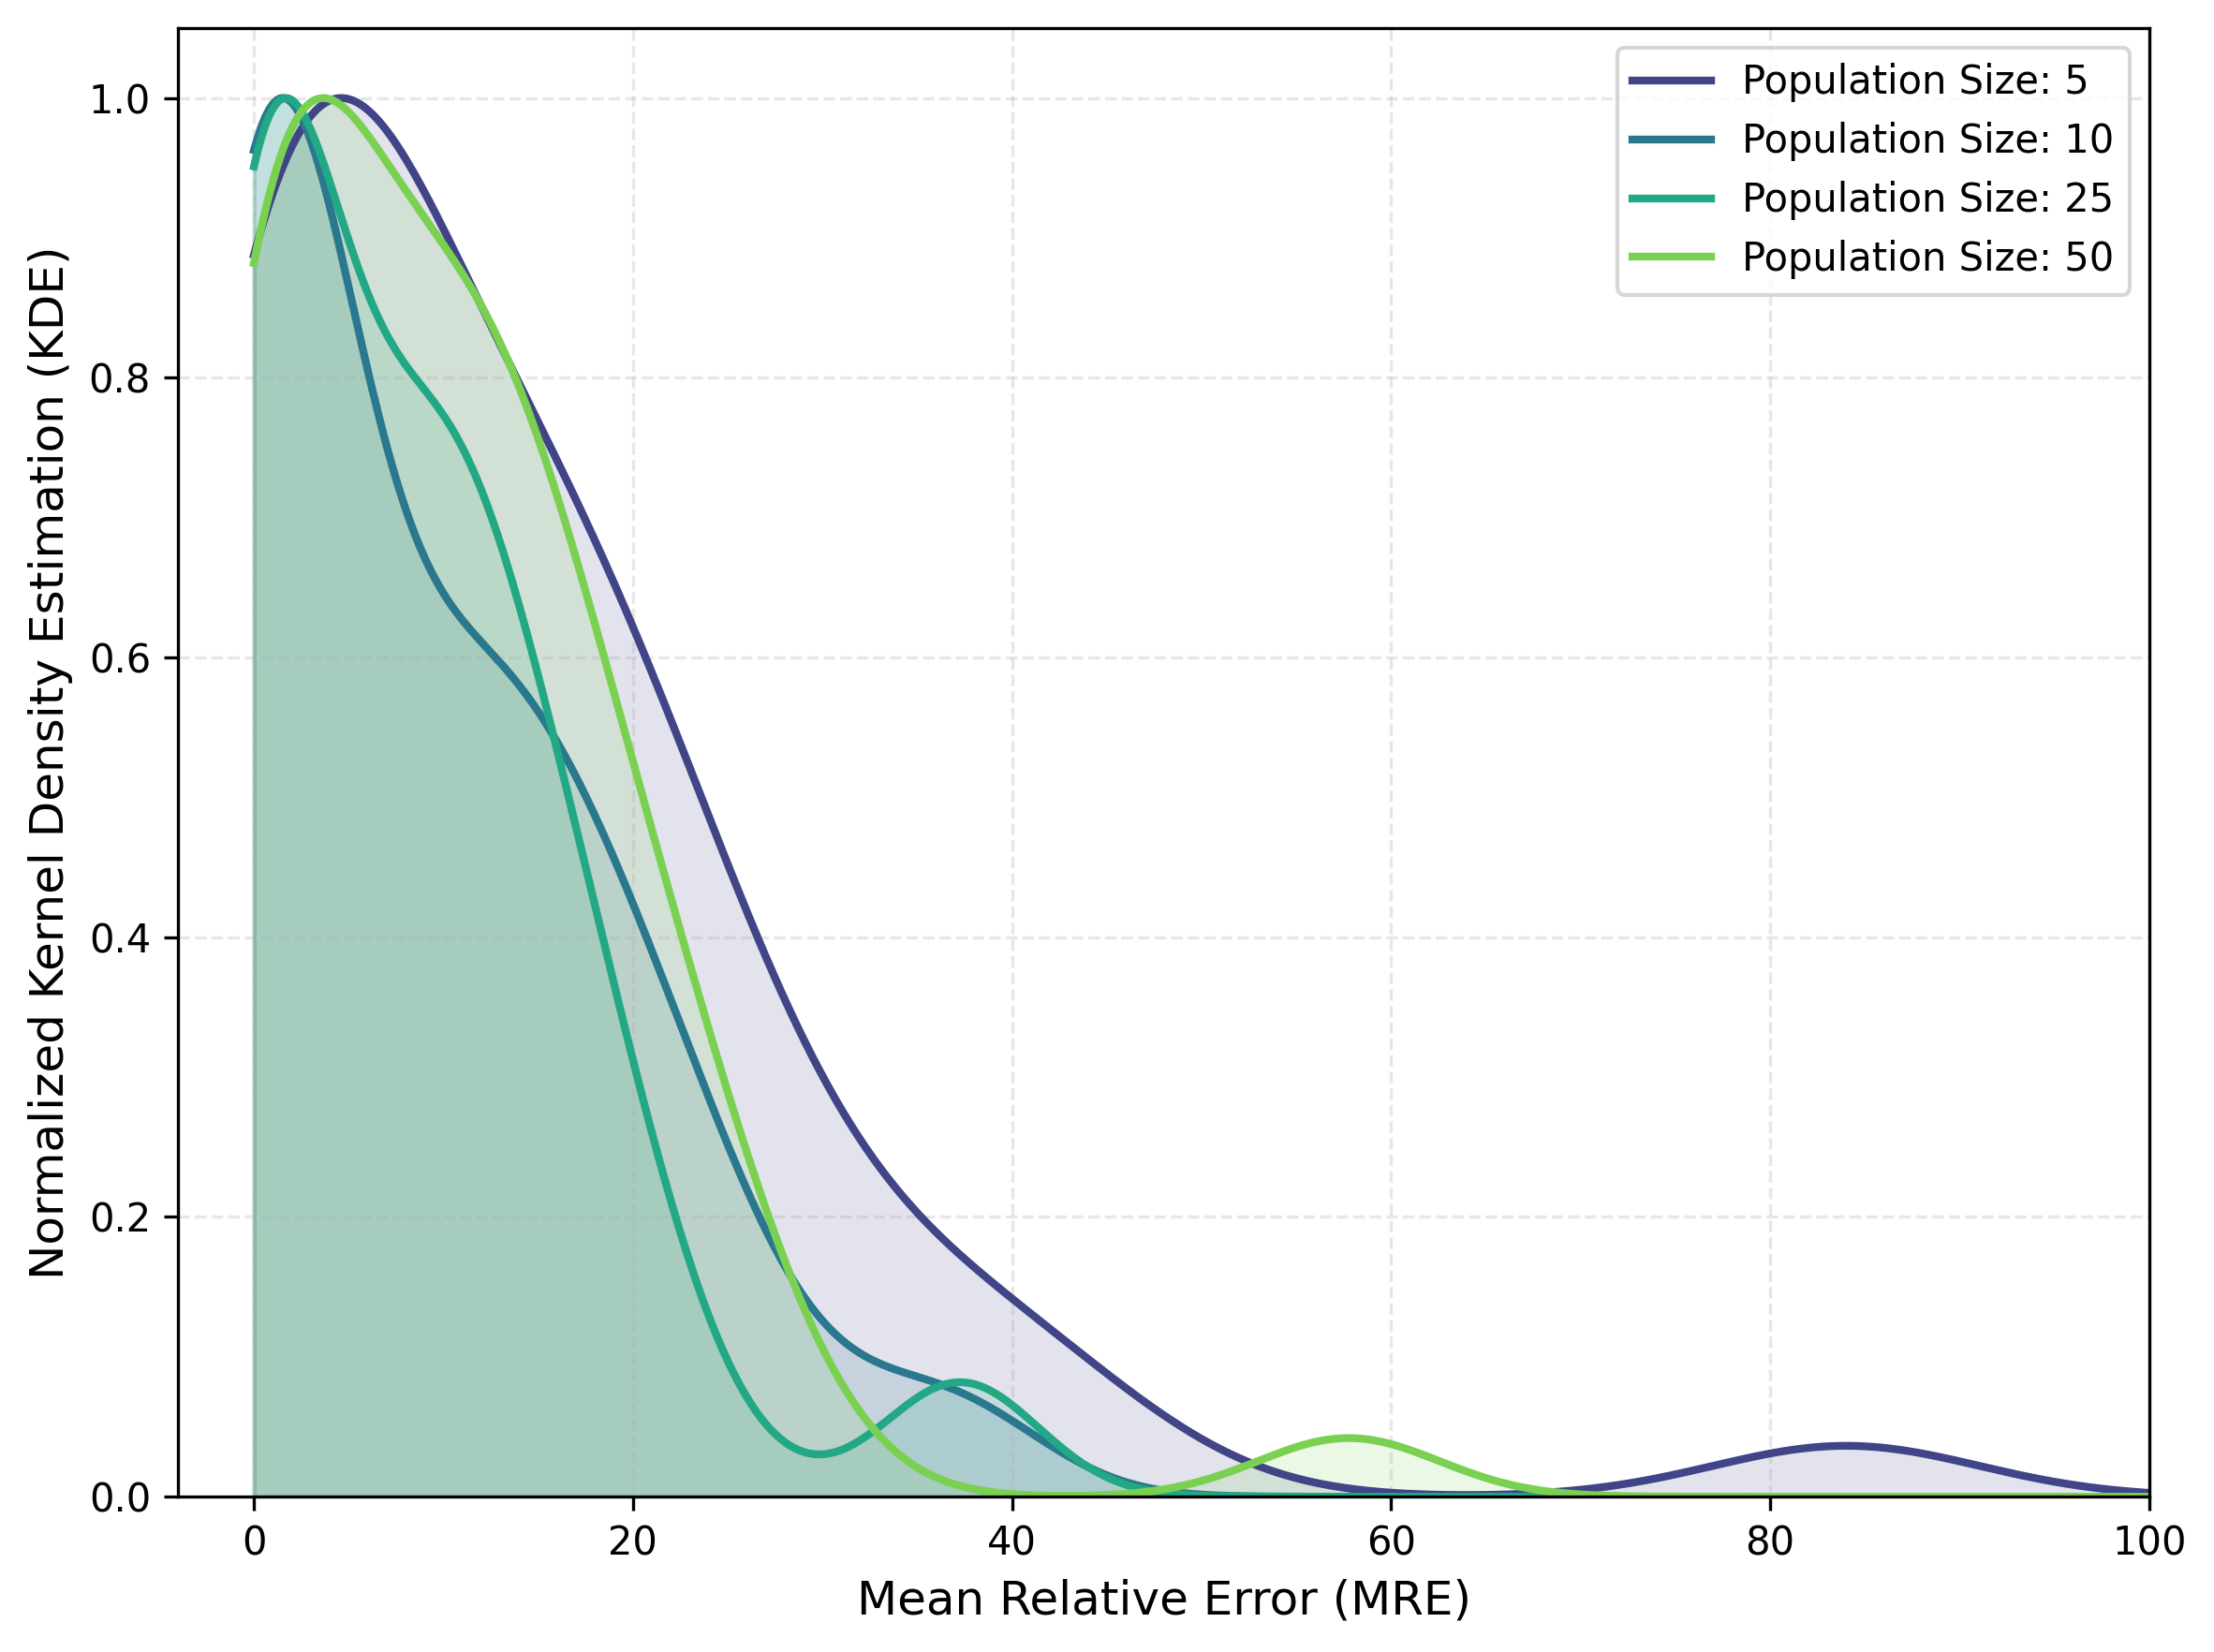 Normalized Kernel Density Estimation (KDE)
1.0
0.8
0.6
0.4
0.2
0.0
Population Size: 5
Population Size: 10
Population Size: 25
Population Size: 50
0 20 40 60 80 100
Mean Relative Error (MRE)